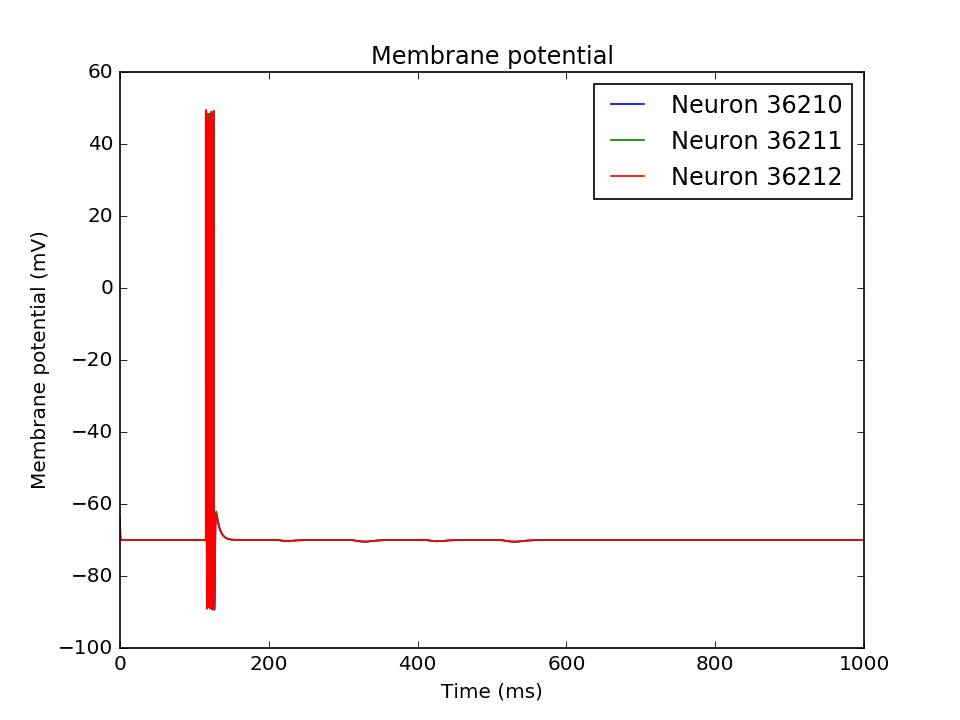 Membrane potential
60
40
20
0
−20
−40
−60
−80
−100
Membrane potential (mV)
Neuron 36210
Neuron 36211
Neuron 36212
0 200 400 600 800 1000
Time (ms)